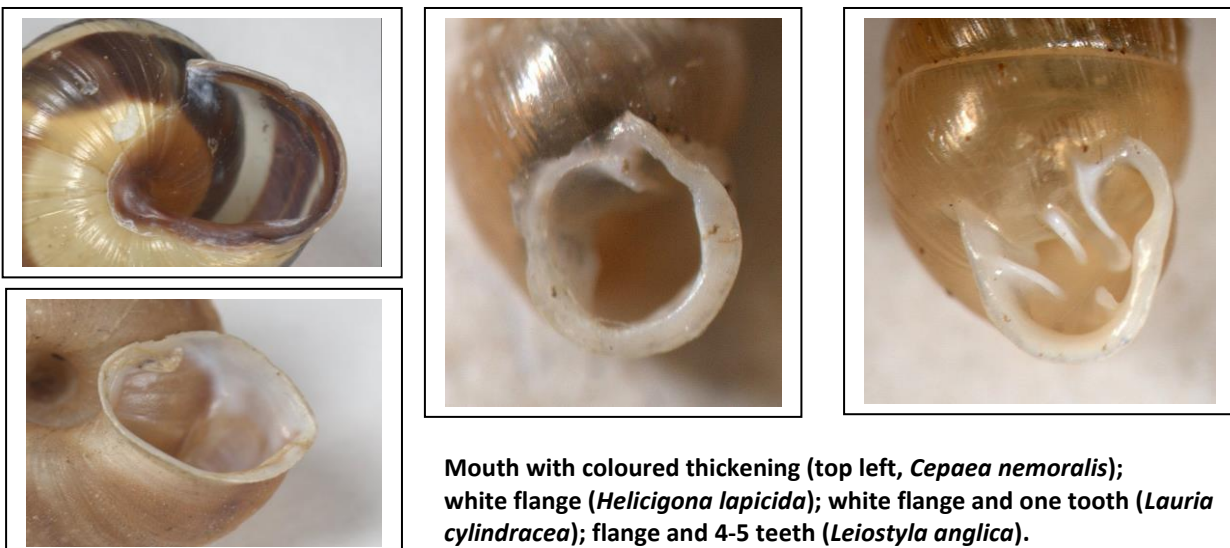 Mouth with coloured thickening (top left, Cepaea nemoralis);
white flange (Helicigona lapicida); white flange and one tooth (Lauria
cylindracea); flange and 4-5 teeth (Leiostyla anglica).